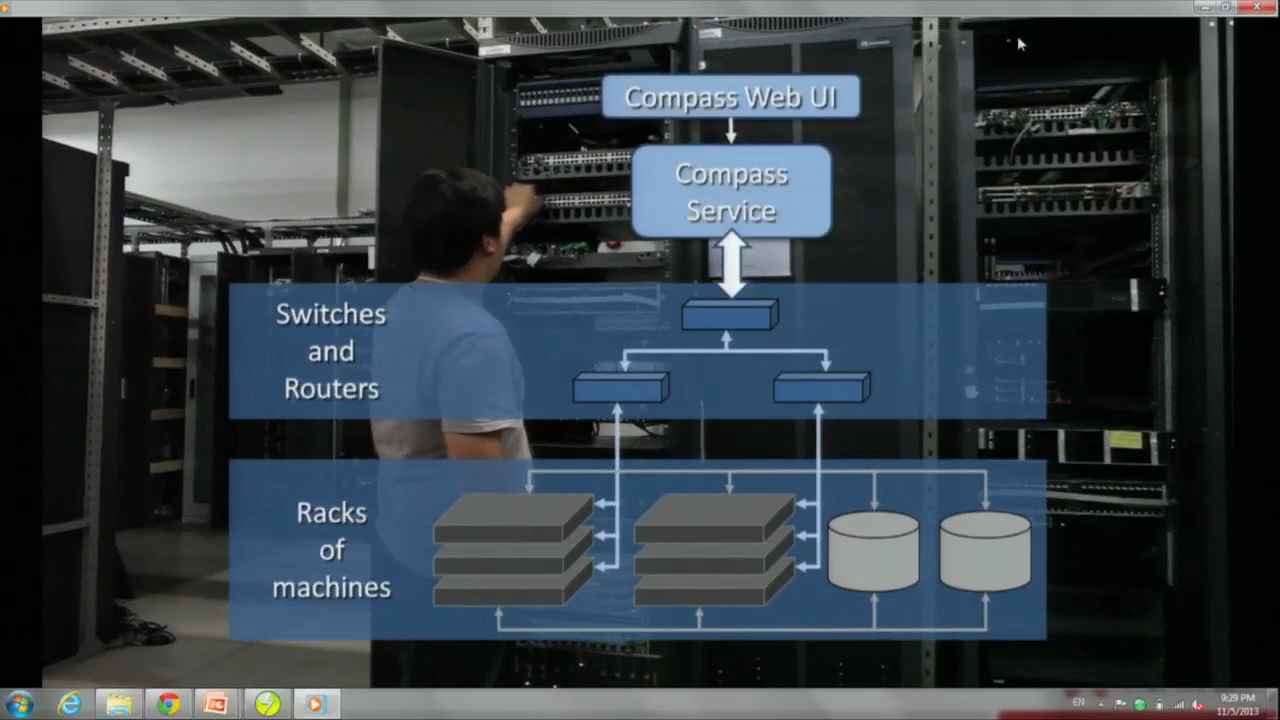 Compass Web UI
Compass
Service
Switches
and
Routers
Racks
of
machines
EN
9:29 PM
11/5/2013